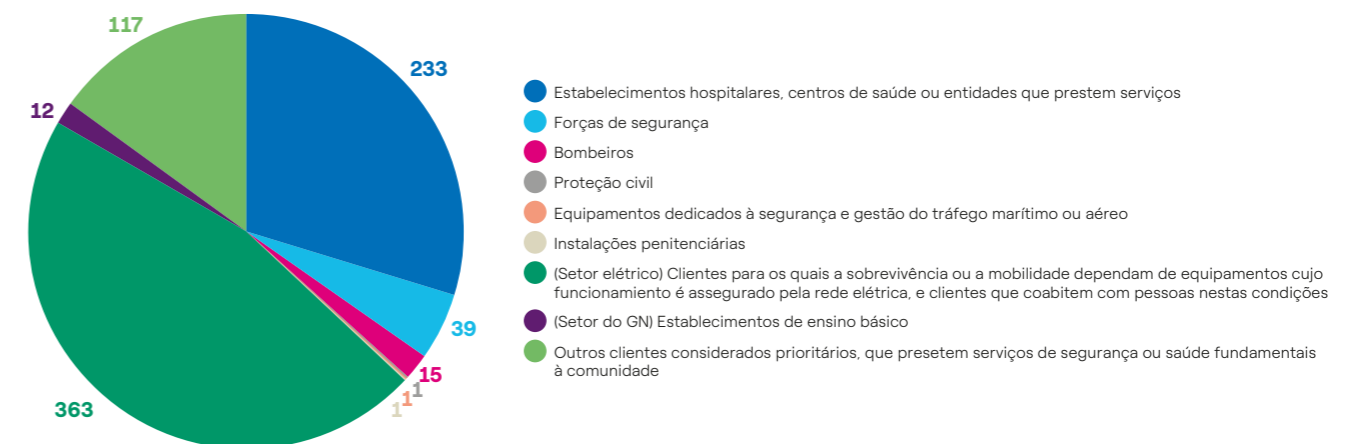 117
233
12
39
15
1
1
1
363
Estabelecimentos hospitalares, centros de saúde ou entidades que prestem serviços
Forças de segurança
Bombeiros
Proteção civil
Equipamentos dedicados à segurança e gestão do tráfego marítimo ou aéreo
Instalações penitenciárias
(Setor elétrico) Clientes para os quais a sobrevivência ou a mobilidade dependam de equipamentos cujo
funcionamiento é assegurado pela rede elétrica, e clientes que coabitem com pessoas nestas condições
(Setor do GN) Establecimentos de ensino básico
Outros clientes considerados prioritários, que presetem serviços de segurança ou saúde fundamentais
à comunidade